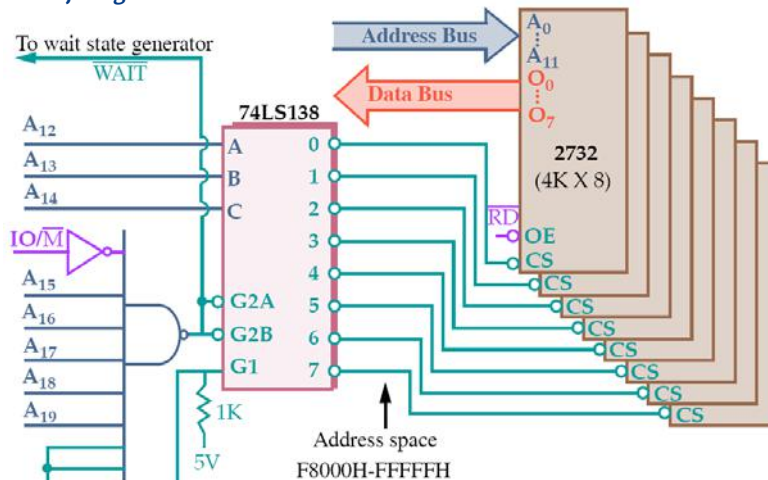 To wait state generator
WAIT
Address Bus
Data Bus
74LS138
A12
A13
A14
IO/M
A15
A16
A17
A18
A19
A
B
C
G2A
G2B
G1
0
1
2
3
4
5
6
7
1K
5V
Address space
F8000H-FFFFFH
A0
A11
O0
O7
2732
(4K X 8)
RD
OE
CS
CS
CS
CS
CS
CS
CS
CS